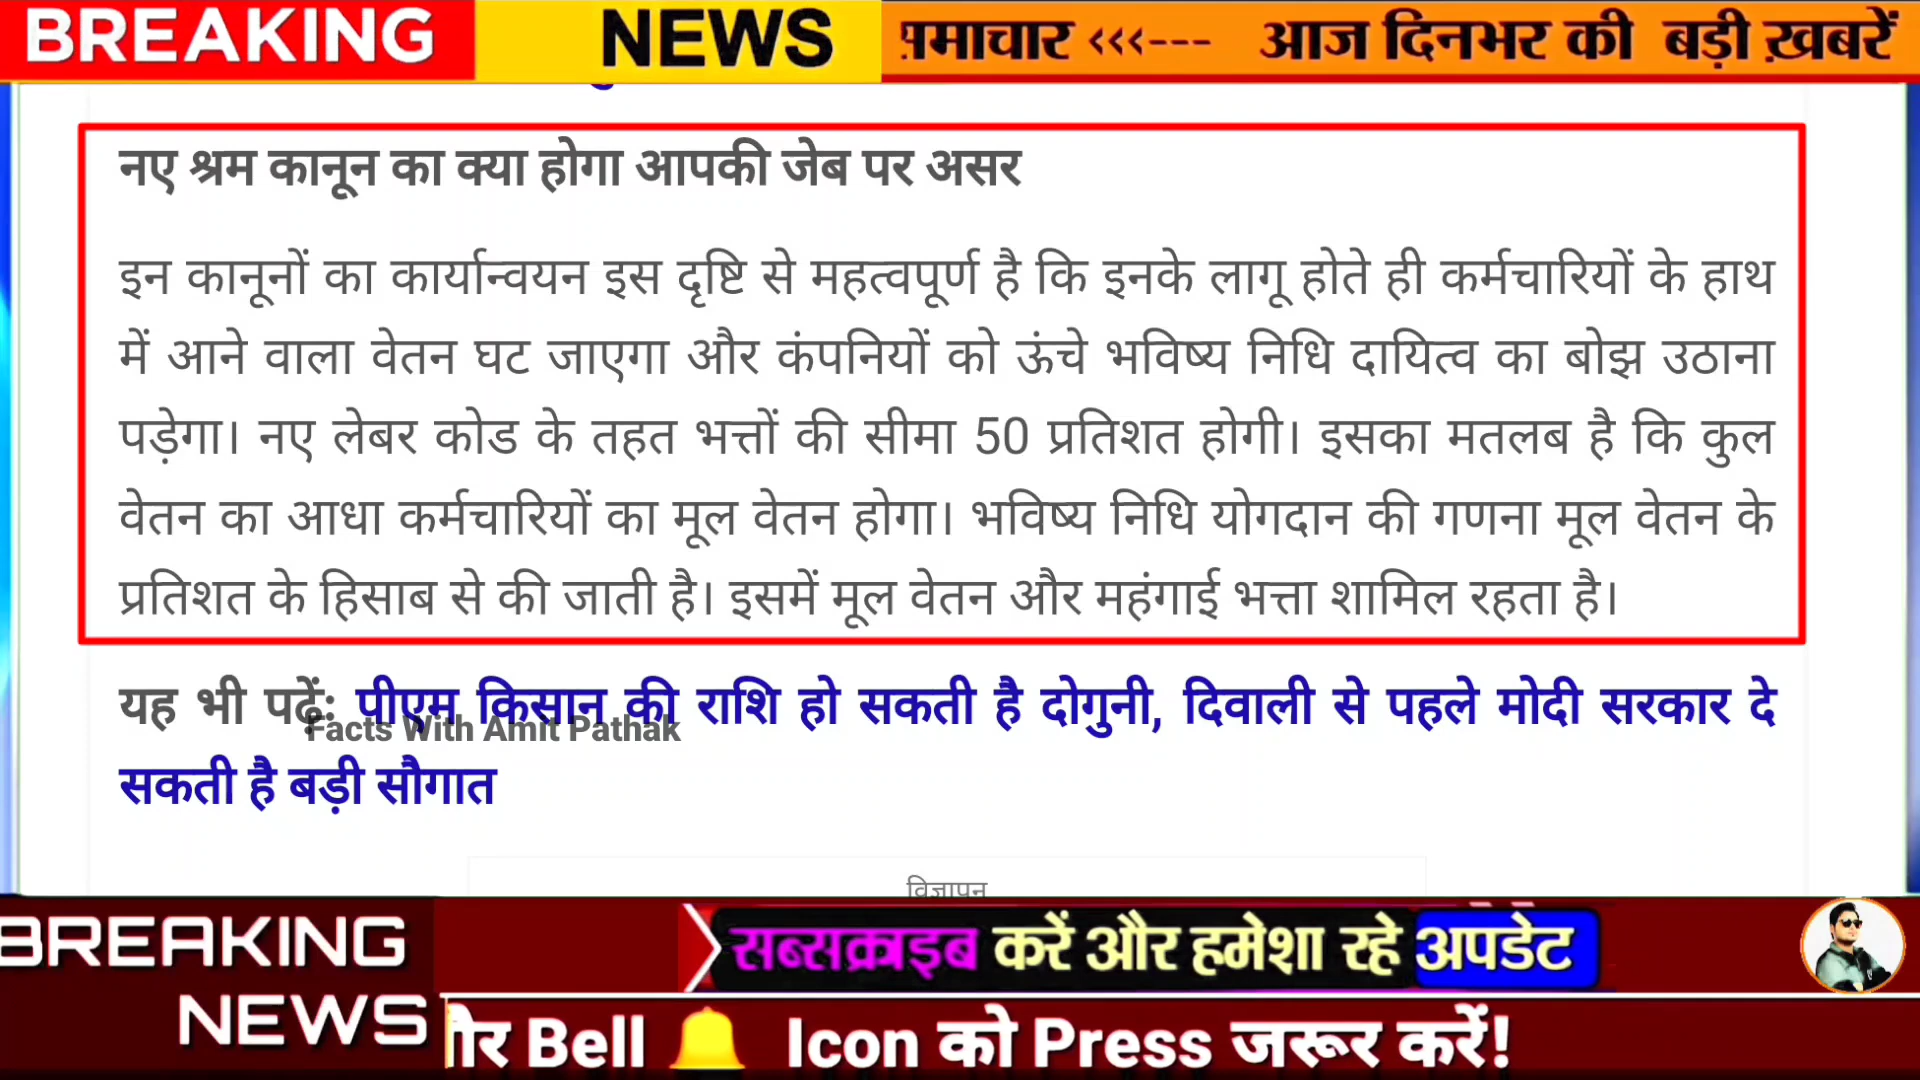 BREAKING NEWS
समाचार <<<--- आज दिनभर की बड़ी ख़बरें
नए श्रम कानून का क्या होगा आपकी जेब पर असर
इन कानूनों का कार्यान्वयन इस दृष्टि से महत्वपूर्ण है कि इनके लागू होते ही कर्मचारियों के हाथ
में आने वाला वेतन घट जाएगा और कंपनियों को ऊंचे भविष्य निधि दायित्व का बोझ उठाना
पड़ेगा। नए लेबर कोड के तहत भत्तों की सीमा 50 प्रतिशत होगी। इसका मतलब है कि कुल
वेतन का आधा कर्मचारियों का मूल वेतन होगा। भविष्य निधि योगदान की गणना मूल वेतन के
प्रतिशत के हिसाब से की जाती है। इसमें मूल वेतन और महंगाई भत्ता शामिल रहता है।
यह भी पढ़ें: पीएम किसान की राशि हो सकती है दोगुनी, दिवाली से पहले मोदी सरकार दे
Facts With Amit Pathak
सकती है बड़ी सौगात
विज्ञापन
BREAKING
NEWS
सब्सक्राइब करें और हमेशा रहे अपडेट
Bell Icon को Press जरूर करें!